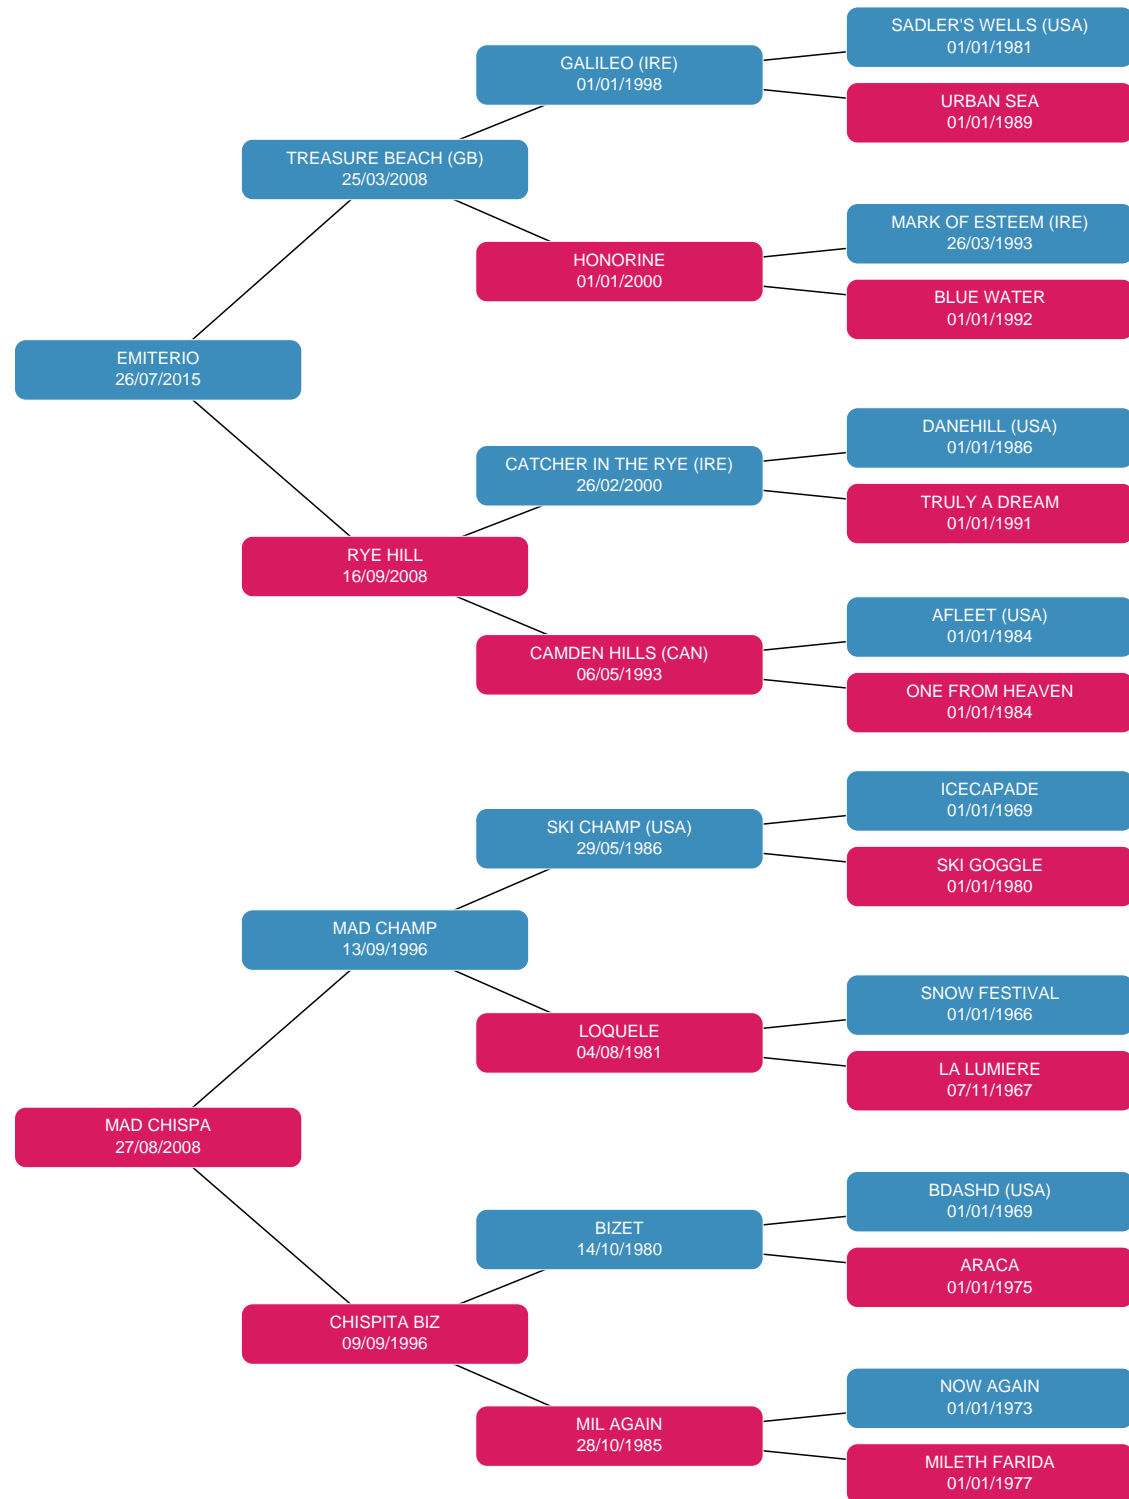 SADLER'S WELLS (USA)
01/01/1981
GALILEO (IRE)
01/01/1998
URBAN SEA
01/01/1989
TREASURE BEACH (GB)
25/03/2008
MARK OF ESTEEM (IRE)
26/03/1993
HONORINE
01/01/2000
BLUE WATER
01/01/1992
EMITERIO
26/07/2015
DANEHILL (USA)
01/01/1986
CATCHER IN THE RYE (IRE)
26/02/2000
TRULY A DREAM
01/01/1991
RYE HILL
16/09/2008
AFLEET (USA)
01/01/1984
CAMDEN HILLS (CAN)
06/05/1993
ONE FROM HEAVEN
01/01/1984
ICECAPADE
01/01/1969
SKI CHAMP (USA)
29/05/1986
SKI GOGGLE
01/01/1980
MAD CHAMP
13/09/1996
SNOW FESTIVAL
01/01/1966
LOQUELE
04/08/1981
LA LUMIERE
07/11/1967
MAD CHISPA
27/08/2008
BDASHD (USA)
01/01/1969
BIZET
14/10/1980
ARACA
01/01/1975
CHISPITA BIZ
09/09/1996
NOW AGAIN
01/01/1973
MIL AGAIN
28/10/1985
MILETH FARIDA
01/01/1977